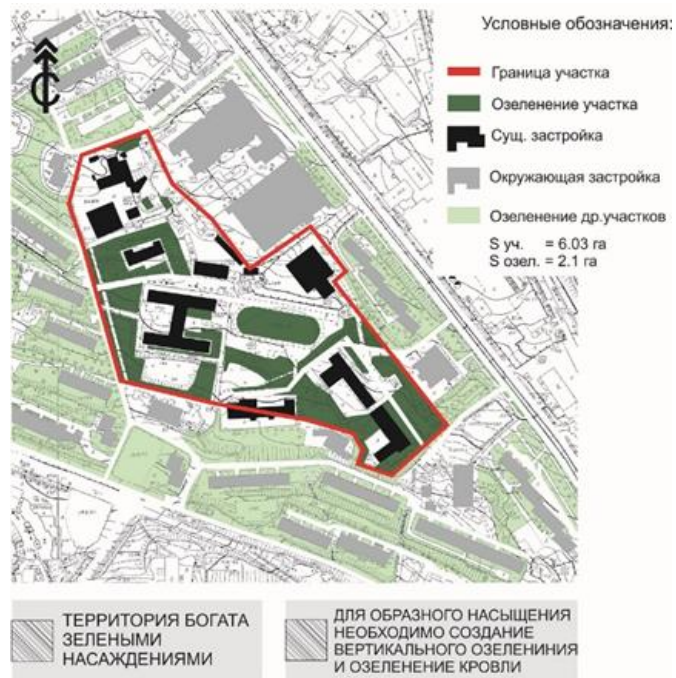 Условные обозначения:
Граница участка
Озеленение участка
Сущ. застройка
Окружающая застройка
Озеленение др.участков
S уч. = 6.03 га
S озел. = 2.1 га
С
ТЕРРИТОРИЯ БОГАТА
ЗЕЛЕНЫМИ
НАСАЖДЕНИЯМИ
ДЛЯ ОБРАЗНОГО НАСЫЩЕНИЯ
НЕОБХОДИМО СОЗДАНИЕ
ВЕРТИКАЛЬНОГО ОЗЕЛЕНИНИЯ
И ОЗЕЛЕНЕНИЕ КРОВЛИ